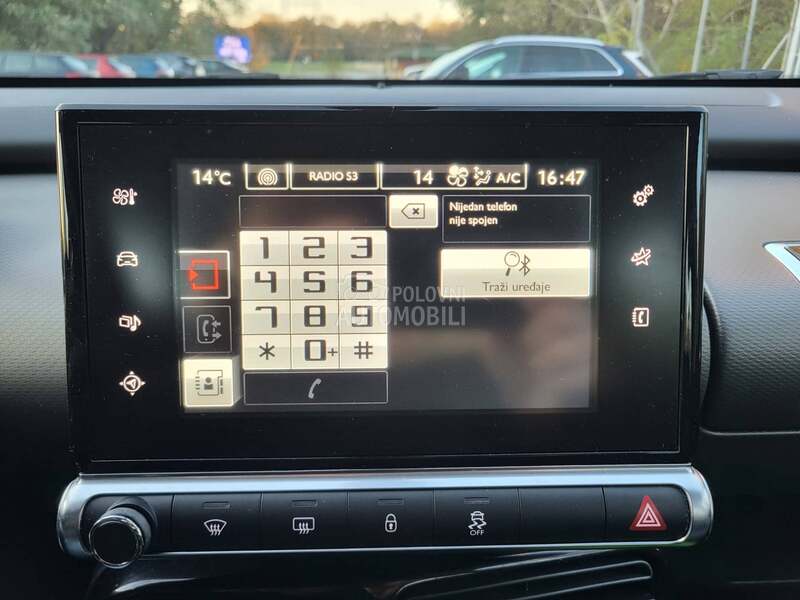 14°C
RADIO S3
14
A/C
16:47
Nijedan telefon
nije spojen
1 2 3
4 5 6
7 8 9
* 0+ #
Traži uređaje
POLOVNI
AUTOMOBILI
OFF